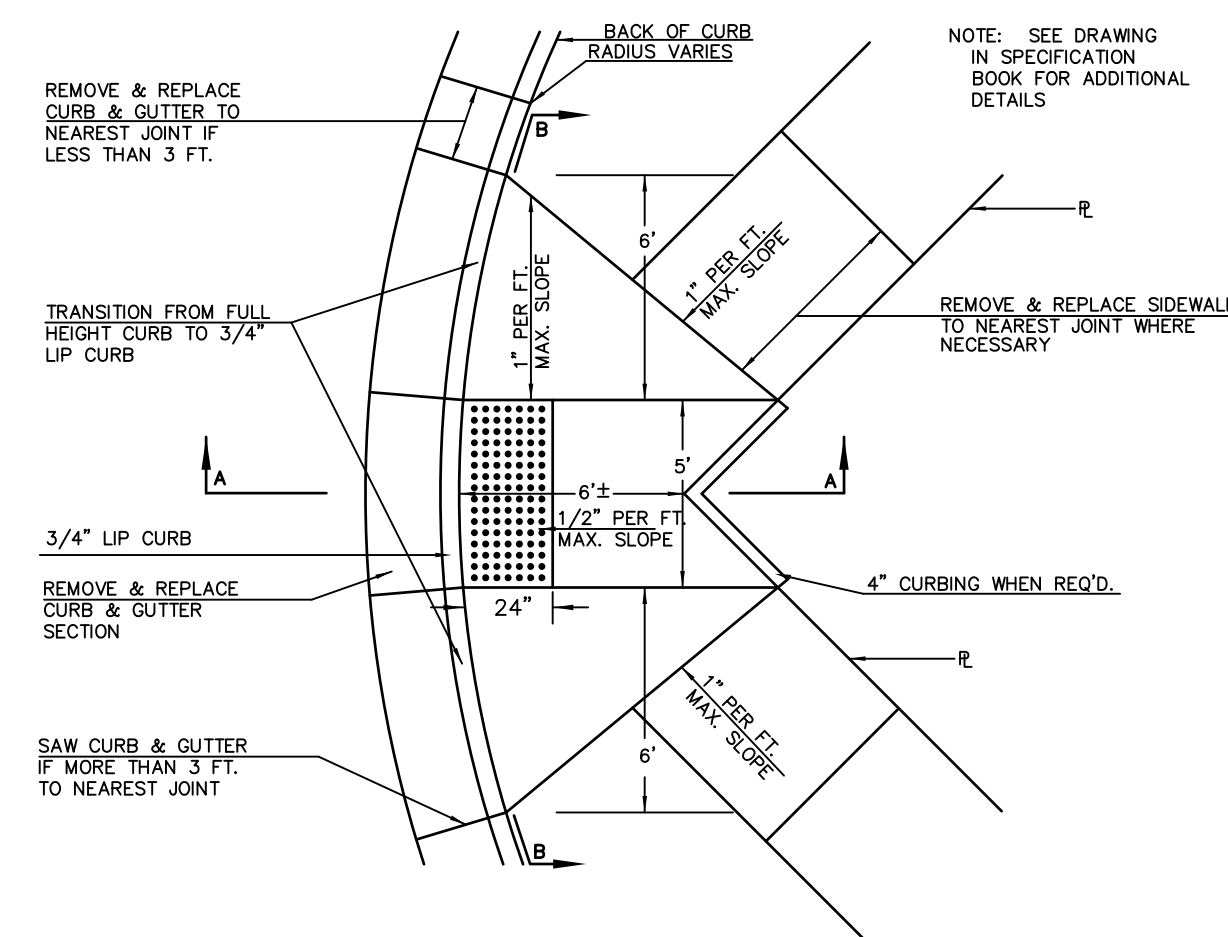 BACK OF CURB
RADIUS VARIES
NOTE: SEE DRAWING
IN SPECIFICATION
BOOK FOR ADDITIONAL
DETAILS
REMOVE & REPLACE
CURB & GUTTER TO
NEAREST JOINT IF
LESS THAN 3 FT.
B
6'
1" PER FT.
MAX. SLOPE
1" PER FT.
MAX. SLOPE
PL
TRANSITION FROM FULL
HEIGHT CURB TO 3/4"
LIP CURB
REMOVE & REPLACE SIDEWALK
TO NEAREST JOINT WHERE
NECESSARY
A
A
5'
6'±
1/2" PER FT.
MAX. SLOPE
3/4" LIP CURB
REMOVE & REPLACE
CURB & GUTTER
SECTION
24"
4" CURBING WHEN REQ'D.
PL
1" PER FT.
MAX. SLOPE
SAW CURB & GUTTER
IF MORE THAN 3 FT.
TO NEAREST JOINT
6'
B